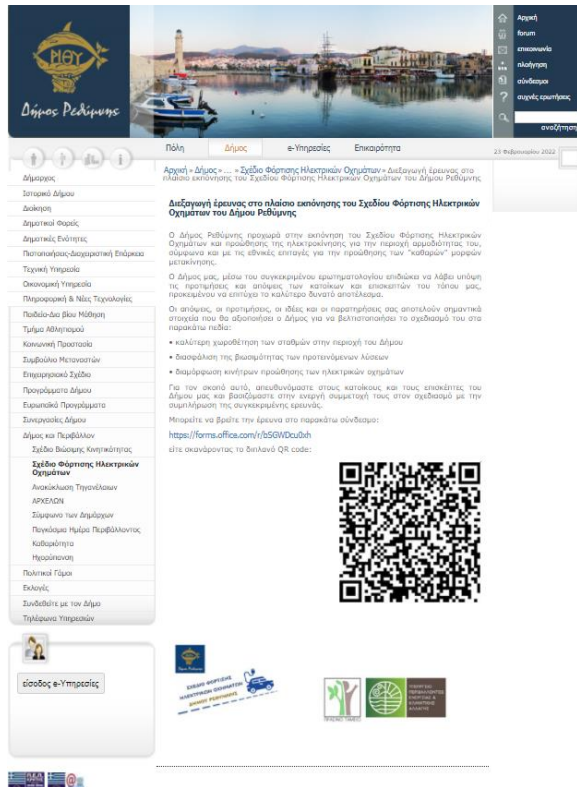 ΡΙΘΥ
Δήμος Ρεθύμνης
Αρχική
forum
επικοινωνία
πλοήγηση
σύνδεσμοι
συχνές ερωτήσεις
αναζήτηση
Πόλη
Δήμος
e-Υπηρεσίες
Επικαιρότητα
23 Φεβρουαρίου 2022
Δήμαρχος
Ιστορικό Δήμου
Διοίκηση
Δημοτικοί Φορείς
Δημοτικές Ενότητες
Πιστοποιήσεις-Διαχειριστική Επάρκεια
Τεχνική Υπηρεσία
Οικονομική Υπηρεσία
Πληροφορική & Νέες Τεχνολογίες
Παιδεία-Δια βίου Μάθηση
Τμήμα Αθλητισμού
Κοινωνική Προστασία
Συμβούλιο Μεταναστών
Επιχειρησιακό Σχέδιο
Προγράμματα Δήμου
Ευρωπαϊκά Προγράμματα
Συνεργασίες Δήμου
Δήμος και Περιβάλλον
Σχέδιο Βιώσιμης Κινητικότητας
Σχέδιο Φόρτισης Ηλεκτρικών
Οχημάτων
Ανακύκλωση Τηγανέλαιων
ΑΡΧΕΛΩΝ
Σύμφωνο των Δημάρχων
Παγκόσμια Ημέρα Περιβάλλοντος
Καθαριότητα
Ηχορύπανση
Πολιτικοί Γάμοι
Εκλογές
Συνδεθείτε με τον Δήμο
Τηλέφωνα Υπηρεσιών
είσοδος e-Υπηρεσίες
Αρχική » Δήμος » ... » Σχέδιο Φόρτισης Ηλεκτρικών Οχημάτων » Διεξαγωγή έρευνας στο
πλαίσιο εκπόνησης του Σχεδίου Φόρτισης Ηλεκτρικών Οχημάτων του Δήμου Ρεθύμνης
Διεξαγωγή έρευνας στο πλαίσιο εκπόνησης του Σχεδίου Φόρτισης Ηλεκτρικών
Οχημάτων του Δήμου Ρεθύμνης
Ο Δήμος Ρεθύμνης προχωρά στην εκπόνηση του Σχεδίου Φόρτισης Ηλεκτρικών
Οχημάτων και προώθησης της ηλεκτροκίνησης για την περιοχή αρμοδιότητας του,
σύμφωνα και με τις εθνικές επιταγές για την προώθηση των "καθαρών" μορφών
μετακίνησης.
Ο Δήμος μας, μέσω του συγκεκριμένου ερωτηματολογίου επιδιώκει να λάβει υπόψη
τις προτιμήσεις και απόψεις των κατοίκων και επισκεπτών του τόπου μας,
προκειμένου να επιτύχει το καλύτερο δυνατό αποτέλεσμα.
Οι απόψεις, οι προτιμήσεις, οι ιδέες και οι παρατηρήσεις σας αποτελούν σημαντικά
στοιχεία που θα αξιοποιήσει ο Δήμος για να βελτιστοποιήσει το σχεδιασμό του στα
παρακάτω πεδία:
• καλύτερη χωροθέτηση των σταθμών στην περιοχή του Δήμου
• διασφάλιση της βιωσιμότητας των προτεινόμενων λύσεων
• διαμόρφωση κινήτρων προώθησης των ηλεκτρικών οχημάτων
Για τον σκοπό αυτό, απευθυνόμαστε στους κατοίκους και τους επισκέπτες του
Δήμου μας και βασιζόμαστε στην ενεργή συμμετοχή τους στον σχεδιασμό με την
συμπλήρωση της συγκεκριμένης έρευνάς.
Μπορείτε να βρείτε την έρευνα στο παρακάτω σύνδεσμο:
https://forms.office.com/r/bSGWDcu0xh
είτε σκανάροντας το διπλανό QR code:
ΣΧΕΔΙΟ ΦΟΡΤΙΣΗΣ
ΗΛΕΚΤΡΙΚΩΝ ΟΧΗΜΑΤΩΝ
ΔΗΜΟΥ ΡΕΘΥΜΝΗΣ
ΠΡΑΣΙΝΟ ΤΑΜΕΙΟ
ΥΠΟΥΡΓΕΙΟ
ΠΕΡΙΒΑΛΛΟΝΤΟΣ
ΕΝΕΡΓΕΙΑΣ &
ΚΛΙΜΑΤΙΚΗΣ
ΑΛΛΑΓΗΣ